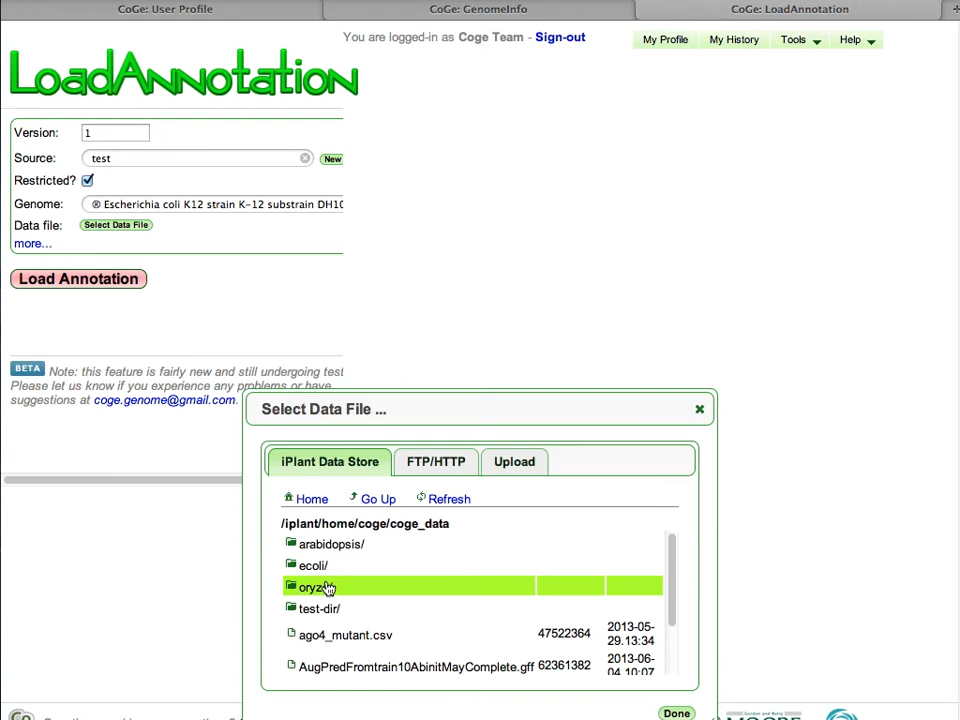 CoGe: User Profile
CoGe: GenomeInfo
CoGe: LoadAnnotation
You are logged-in as Coge Team - Sign-out
My Profile
My History
Tools
Help
LoadAnnotation
Version: 1
Source: test
New
Restricted?
Genome: ® Escherichia coli K12 strain K-12 substrain DH10
Data file: Select Data File
more...
Load Annotation
BETA Note: this feature is fairly new and still undergoing test
Please let us know if you experience any problems or have
suggestions at coge.genome@gmail.com.
Select Data File ...
iPlant Data Store
FTP/HTTP
Upload
Home
Go Up
Refresh
/iplant/home/coge/coge_data
arabidopsis/
ecoli/
test-dir/
ago4_mutant.csv 47522364 2013-05-29.13:34
AugPredFromtrain10AbinitMayComplete.gff 62361382 2013-06-04.10:07
Done